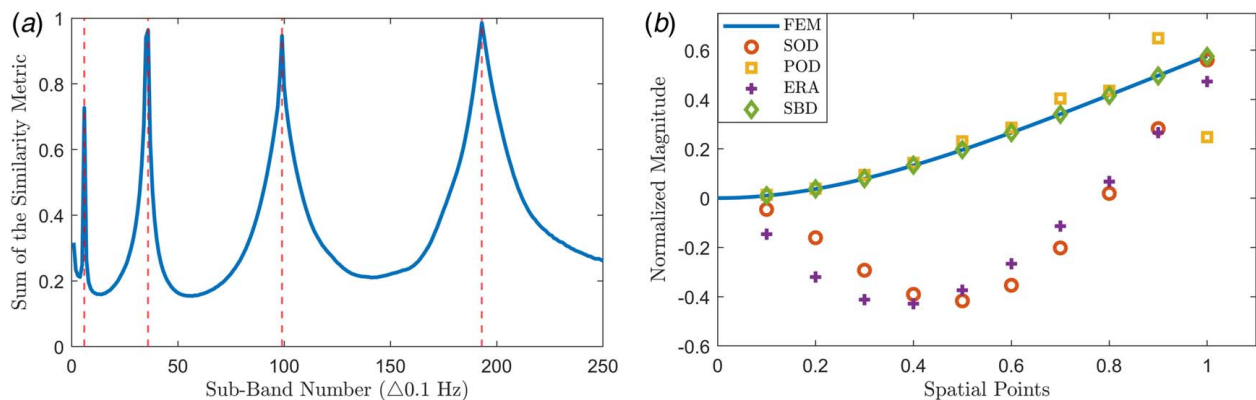 (a)
1
0.8
0.6
0.4
0.2
0
0
50
100
150
200
250
Sum of the Similarity Metric
Sub-Band Number (△0.1 Hz)
(b)
0.6
0.4
0.2
0
-0.2
-0.4
-0.6
0
0.2
0.4
0.6
0.8
1
Normalized Magnitude
Spatial Points
FEM
SOD
POD
ERA
SBD